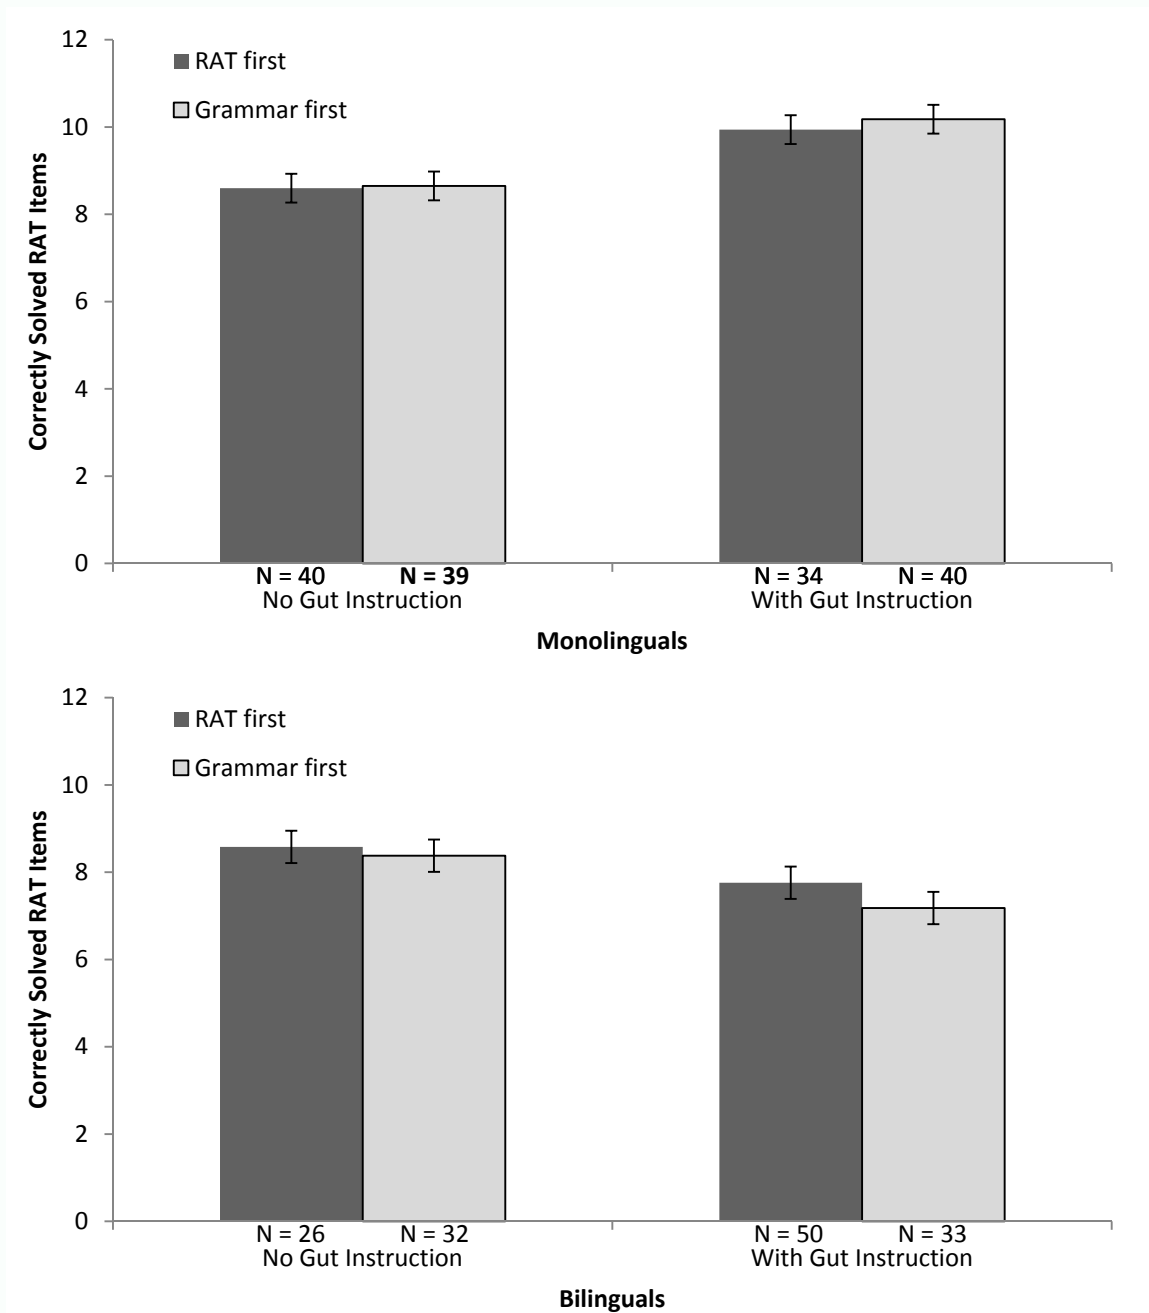 12
RAT first
Grammar first
10
8
6
4
2
0
Correctly Solved RAT Items
N = 40 N = 39 N = 34 N = 40
No Gut Instruction With Gut Instruction
Monolinguals
12
RAT first
Grammar first
10
8
6
4
2
0
Correctly Solved RAT Items
N = 26 N = 32 N = 50 N = 33
No Gut Instruction With Gut Instruction
Bilinguals